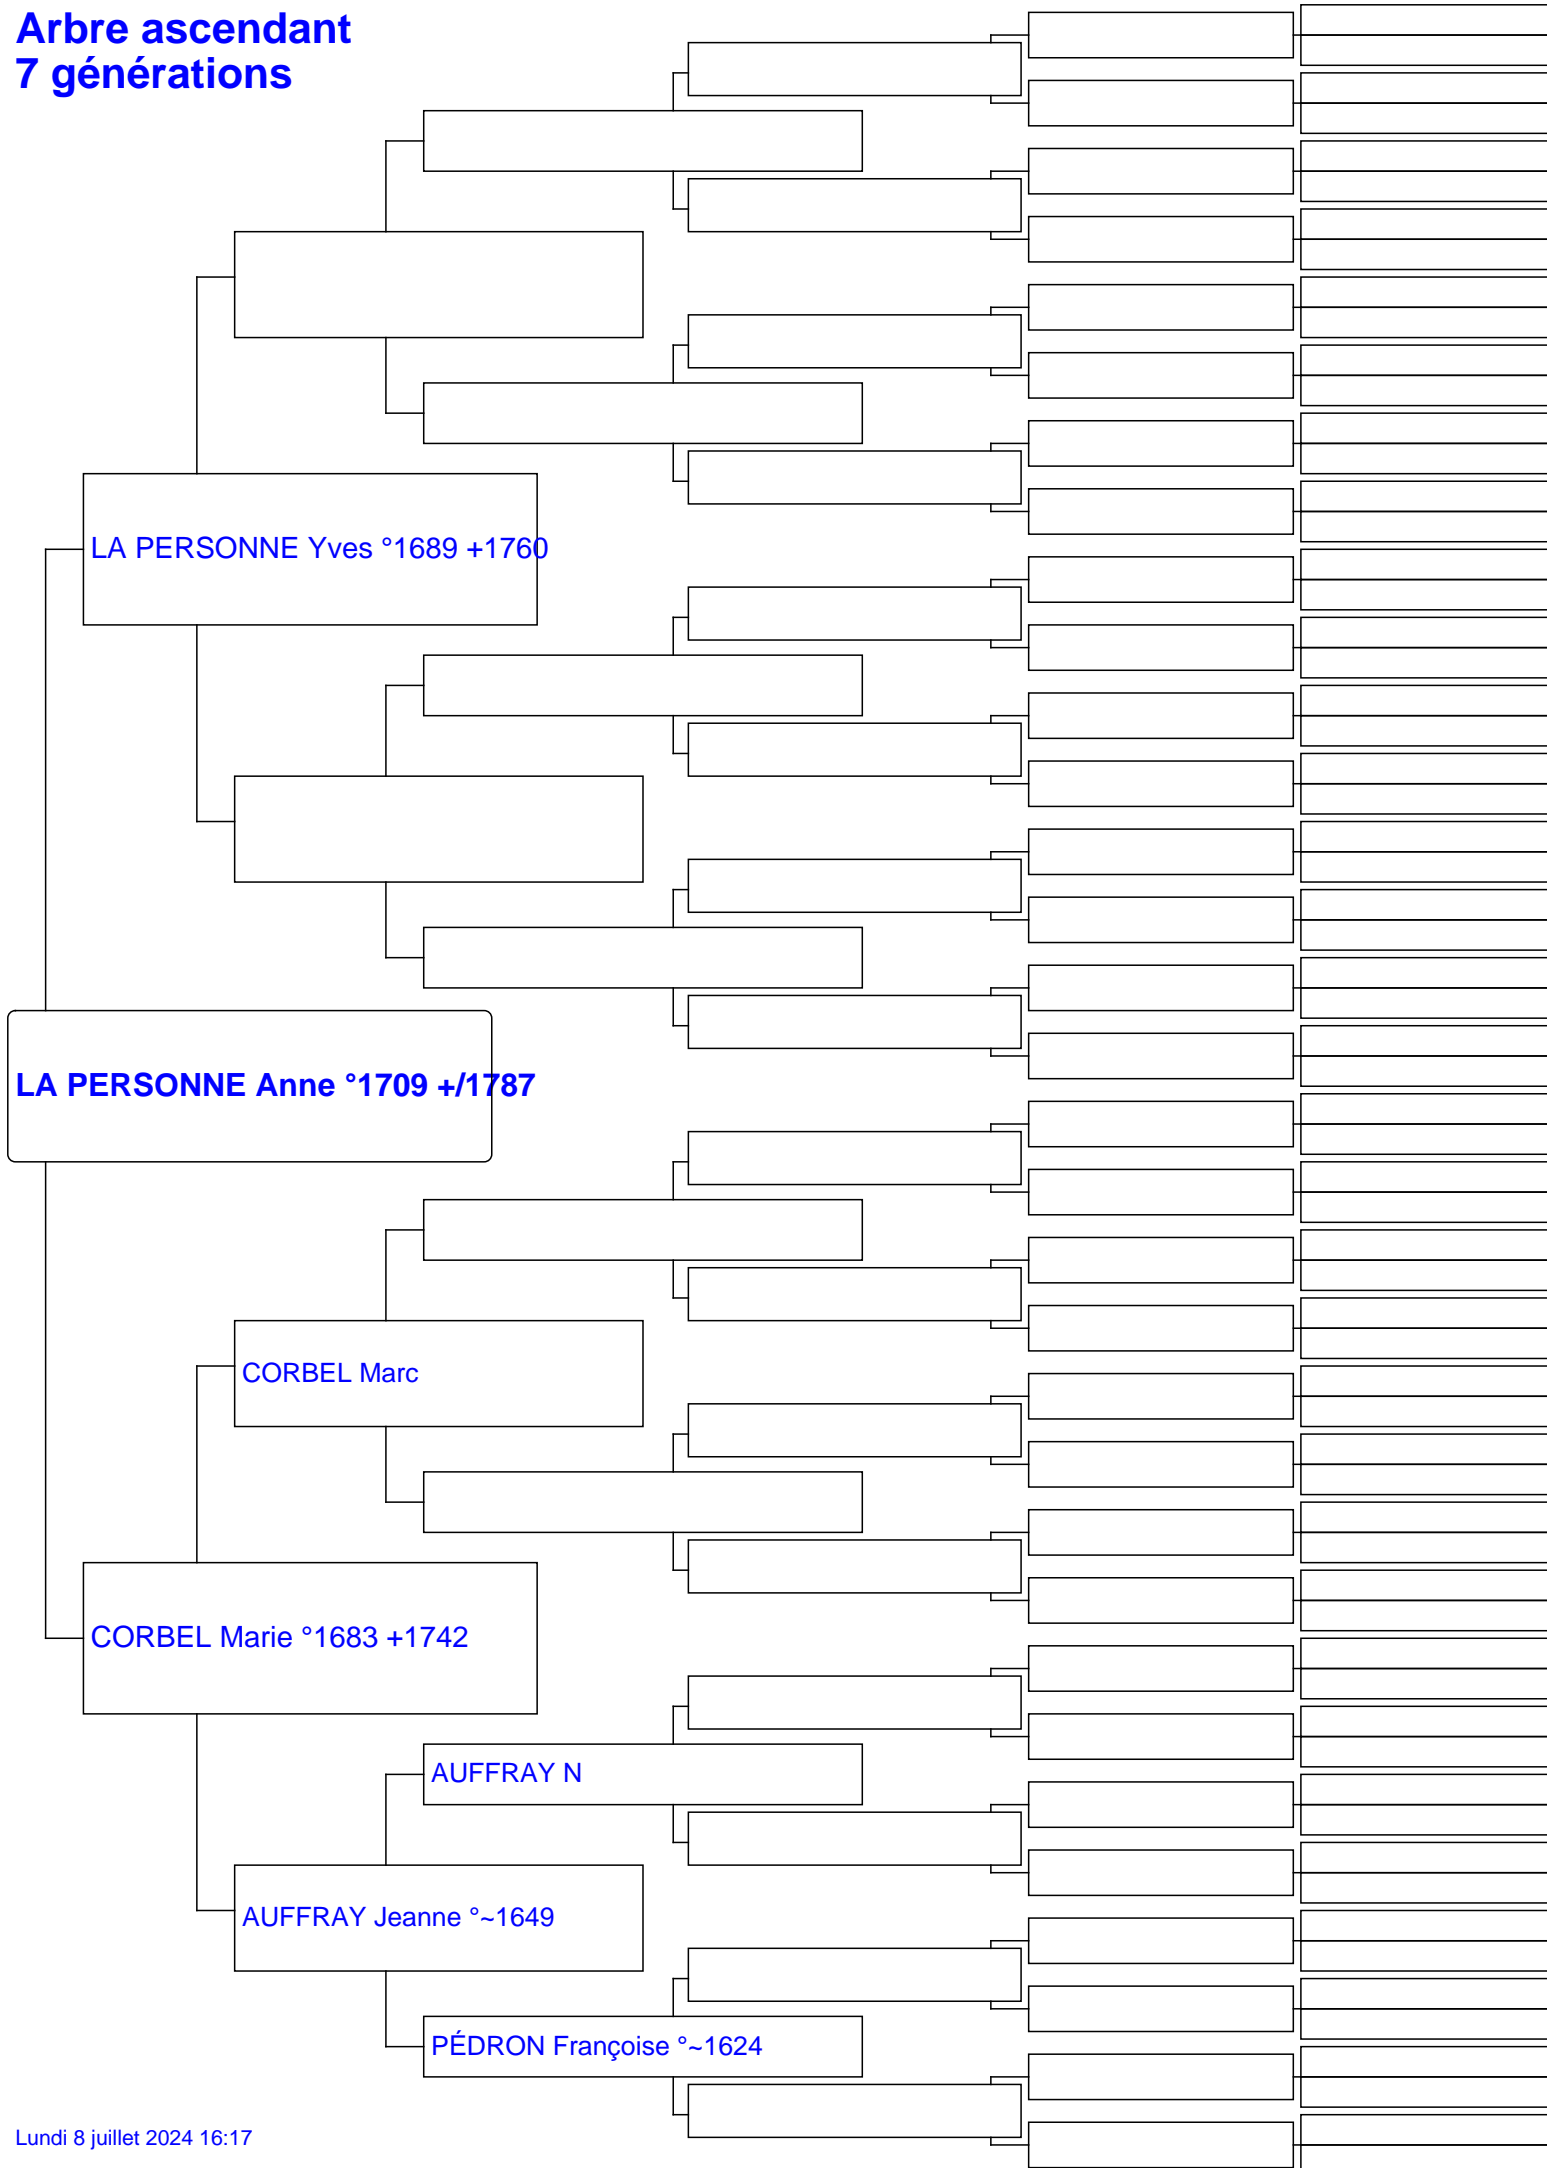 Arbre ascendant
7 générations
LA PERSONNE Yves °1689 +1760
LA PERSONNE Anne °1709 +/1787
CORBEL Marc
CORBEL Marie °1683 +1742
AUFFRAY N
AUFFRAY Jeanne °~1649
PÉDRON Françoise °~1624
Lundi 8 juillet 2024 16:17